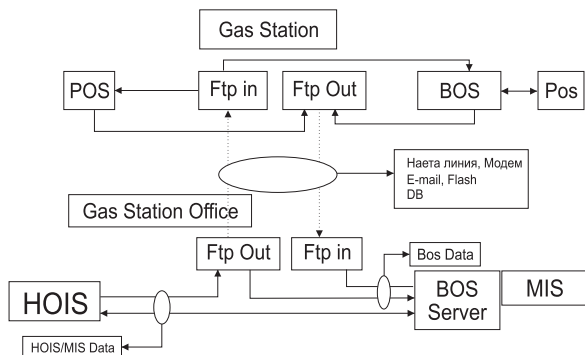 Gas Station
POS
Ftp in
Ftp Out
BOS
Pos
Наета линия, Модем
E-mail, Flash
DB
Gas Station Office
Ftp Out
Ftp in
Bos Data
HOIS
BOS
Server
MIS
HOIS/MIS Data